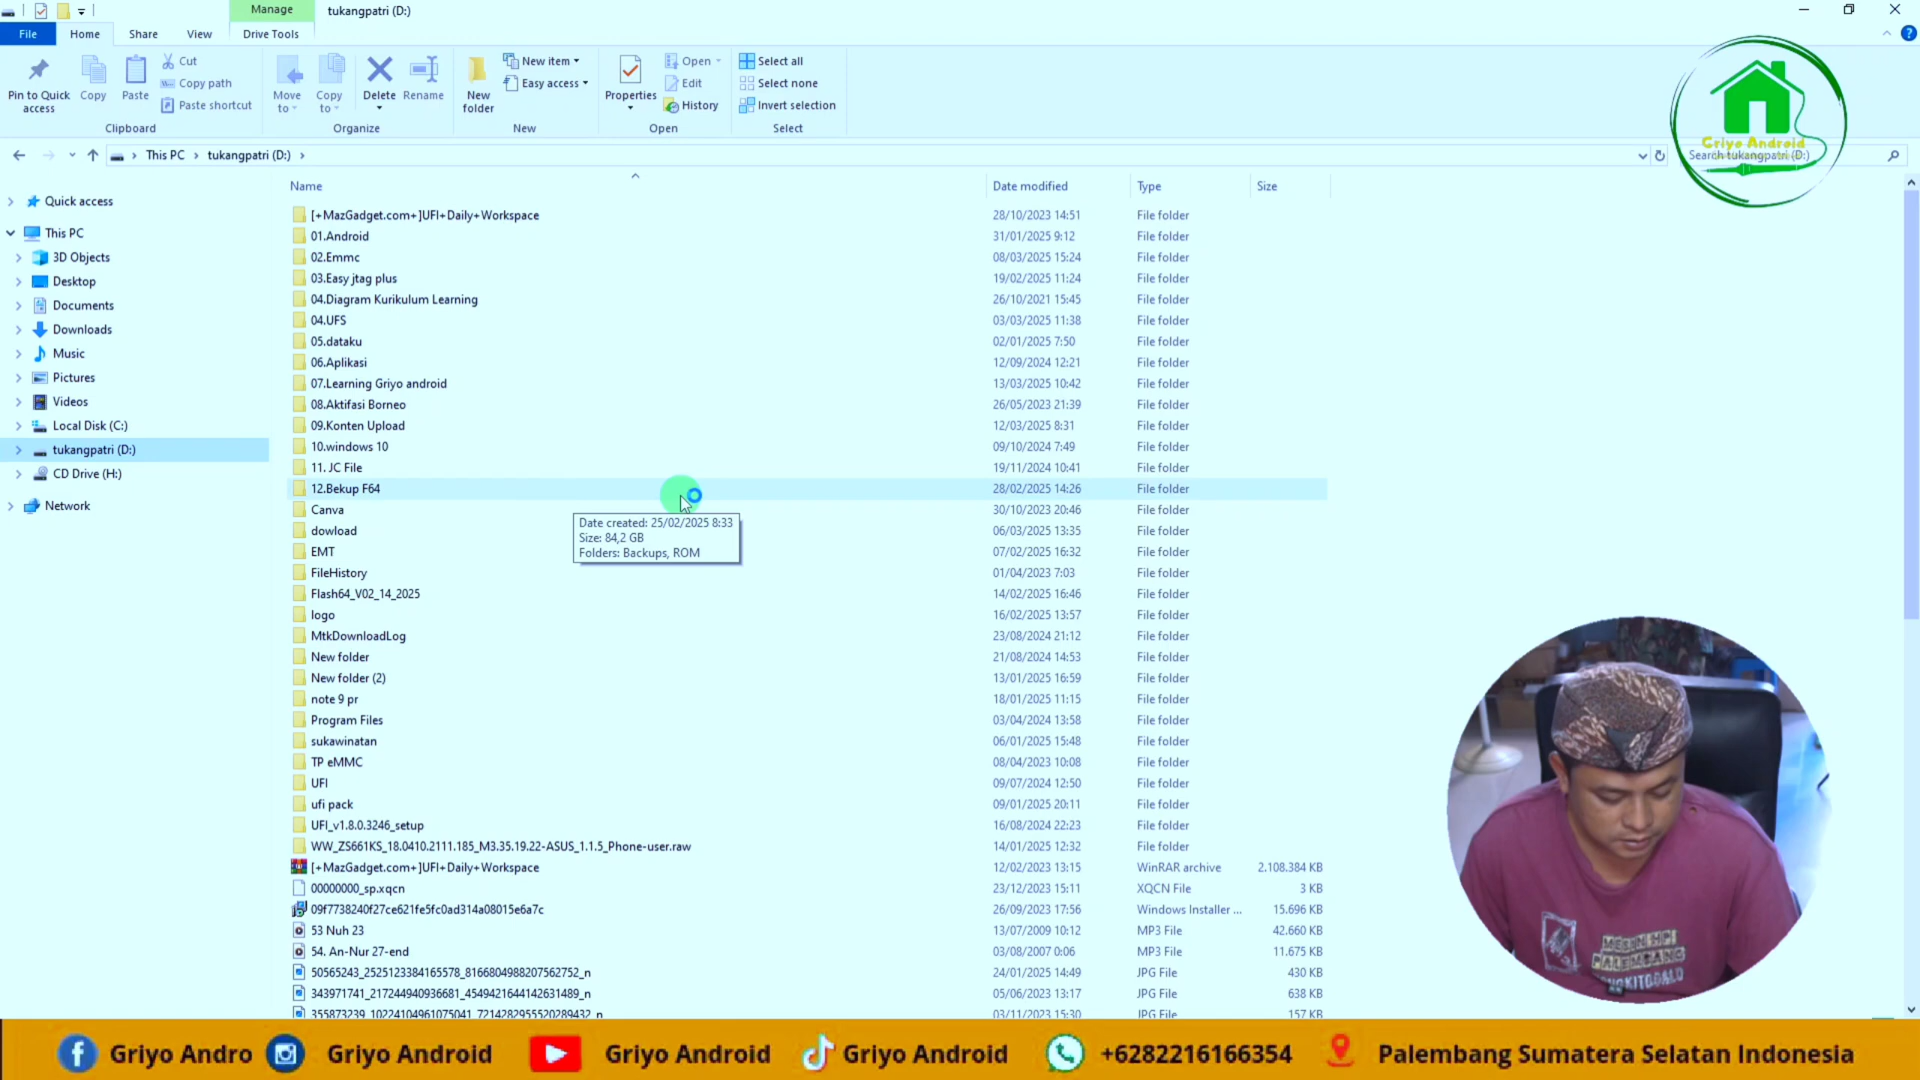 Manage
tukangpatri (D:)
File
Home
Share
View
Drive Tools
Pin to Quick access
Copy
Paste
Cut
Copy path
Paste shortcut
Clipboard
Move to
Copy to
Delete
Rename
Organize
New folder
New item
Easy access
New
Properties
Open
Edit
History
Open
Select all
Select none
Invert selection
Select
Griyo Android
This PC
tukangpatri (D:)
Search tukangpatri (D:)
Name
Date modified
Type
Size
Quick access
This PC
3D Objects
Desktop
Documents
Downloads
Music
Pictures
Videos
Local Disk (C:)
tukangpatri (D:)
CD Drive (H:)
Network
[+MazGadget.com+]UFI+Daily+Workspace 28/10/2023 14:51 File folder
01.Android 31/01/2025 9:12 File folder
02.Emmc 08/03/2025 15:24 File folder
03.Easy jtag plus 19/02/2025 11:24 File folder
04.Diagram Kurikulum Learning 26/10/2021 15:45 File folder
04.UFS 03/03/2025 11:38 File folder
05.dataku 02/01/2025 7:50 File folder
06.Aplikasi 12/09/2024 12:21 File folder
07.Learning Griyo android 13/03/2025 10:42 File folder
08.Aktifasi Borneo 26/05/2023 21:39 File folder
09.Konten Upload 12/03/2025 8:31 File folder
10.windows 10 09/10/2024 7:49 File folder
11. JC File 19/11/2024 10:41 File folder
12.Bekup F64 28/02/2025 14:26 File folder
Canva 30/10/2023 20:46 File folder
dowload 06/03/2025 13:35 File folder
EMT 07/02/2025 16:32 File folder
FileHistory 01/04/2023 7:03 File folder
Flash64_V02_14_2025 14/02/2025 16:46 File folder
logo 16/02/2025 13:57 File folder
MtkDownloadLog 23/08/2024 21:12 File folder
New folder 21/08/2024 14:53 File folder
New folder (2) 13/01/2025 16:59 File folder
note 9 pr 18/01/2025 11:15 File folder
Program Files 03/04/2024 13:58 File folder
sukawinatan 06/01/2025 15:48 File folder
TP eMMC 08/04/2023 10:08 File folder
UFI 09/07/2024 12:50 File folder
ufi pack 09/01/2025 20:11 File folder
UFI_v1.8.0.3246_setup 16/08/2024 22:23 File folder
WW_ZS661KS_18.0410.2111.185_M3.35.19.22-ASUS_1.1.5_Phone-user.raw 14/01/2025 12:32 File folder
[+MazGadget.com+]UFI+Daily+Workspace 12/02/2023 13:15 WinRAR archive 2.108.384 KB
00000000_sp.xqcn 23/12/2023 15:11 XQCN File 3 KB
09f7738240f27ce621fe5fc0ad314a08015e6a7c 26/09/2023 17:56 Windows Installer ... 15.696 KB
53 Nuh 23 13/07/2009 10:12 MP3 File 42.660 KB
54. An-Nur 27-end 03/08/2007 0:06 MP3 File 11.675 KB
50565243_2525123384165578_8166804988207562752_n 24/01/2025 14:49 JPG File 430 KB
343971741_217244940936681_4549421644142631489_n 05/06/2023 13:17 JPG File 638 KB
355873239_10224104961075041_7214282955520289432_n 03/11/2023 15:30 JPG File 157 KB
Date created: 25/02/2025 8:33
Size: 84,2 GB
Folders: Backups, ROM
PALEMBANG
Griyo Andro
Griyo Android
Griyo Android
Griyo Android
+6282216166354
Palembang Sumatera Selatan Indonesia